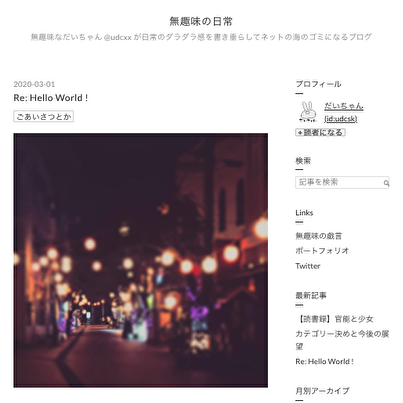 無趣味の日常
無趣味なだいちゃん @udcxx が日常のダラダラ感を書き垂らしてネットの海のゴミになるブログ
2020-03-01
Re: Hello World !
ごあいさつとか
プロフィール
だいちゃん
(id:udcsk)
+読者になる
検索
記事を検索
Links
無趣味の戯言
ポートフォリオ
Twitter
最新記事
【読書録】官能と少女
カテゴリー決めと今後の展
望
Re: Hello World !
月別アーカイブ